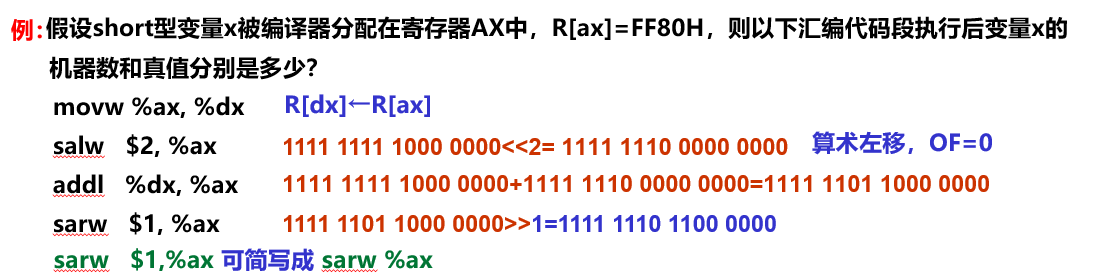 例:假设short型变量x被编译器分配在寄存器AX中，R[ax]=FF80H，则以下汇编代码段执行后变量x的
机器数和真值分别是多少？
movw %ax, %dx R[dx]←R[ax]
salw $2, %ax 1111 1111 1000 0000<<2= 1111 1110 0000 0000 算术左移，OF=0
addl %dx, %ax 1111 1111 1000 0000+1111 1110 0000 0000=1111 1101 1000 0000
sarw $1, %ax 1111 1101 1000 0000>>1=1111 1110 1100 0000
sarw $1,%ax 可简写成 sarw %ax